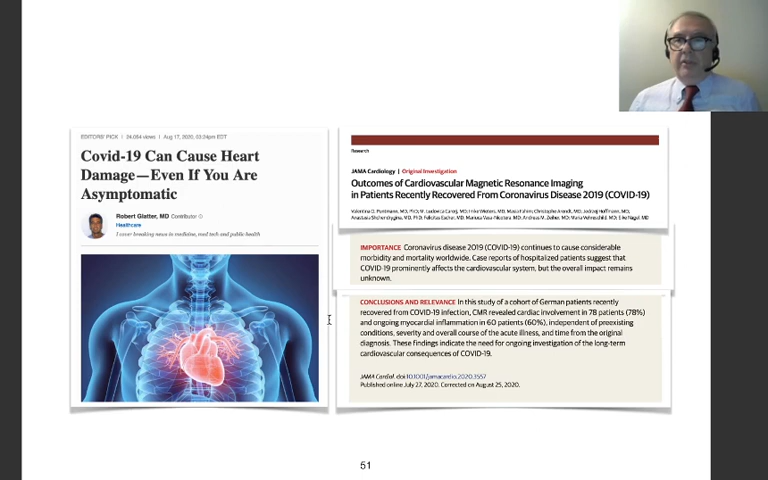 EDITORS' PICK | 24,064 views | Aug 17, 2020, 03:04pm EDT
Covid-19 Can Cause Heart
Damage—Even If You Are
Asymptomatic
Robert Glatter, MD Contributor
Healthcare
I cover breaking news in medicine, med tech and public health
Research
JAMA Cardiology | Original Investigation
Outcomes of Cardiovascular Magnetic Resonance Imaging
in Patients Recently Recovered From Coronavirus Disease 2019 (COVID-19)
IMPORTANCE Coronavirus disease 2019 (COVID-19) continues to cause considerable
morbidity and mortality worldwide. Case reports of hospitalized patients suggest that
COVID-19 prominently affects the cardiovascular system, but the overall impact remains
unknown.
CONCLUSIONS AND RELEVANCE In this study of a cohort of German patients recently
recovered from COVID-19 infection, CMR revealed cardiac involvement in 78 patients (78%)
and ongoing myocardial inflammation in 60 patients (60%), independent of preexisting
conditions, severity and overall course of the acute illness, and time from the original
diagnosis. These findings indicate the need for ongoing investigation of the long-term
cardiovascular consequences of COVID-19.
JAMA Cardiol. doi:10.1001/jamacardio.2020.3557
Published online July 27, 2020. Corrected on August 25, 2020.
51